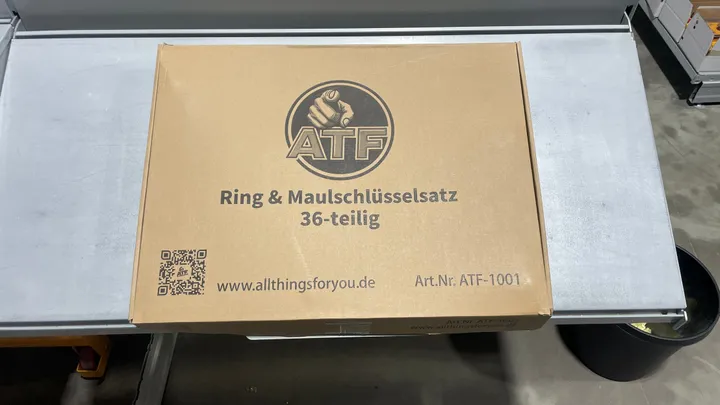 ATF
Ring & Maulschlüsselsatz
36-teilig
www.allthingsforyou.de
Art.Nr. ATF-1001